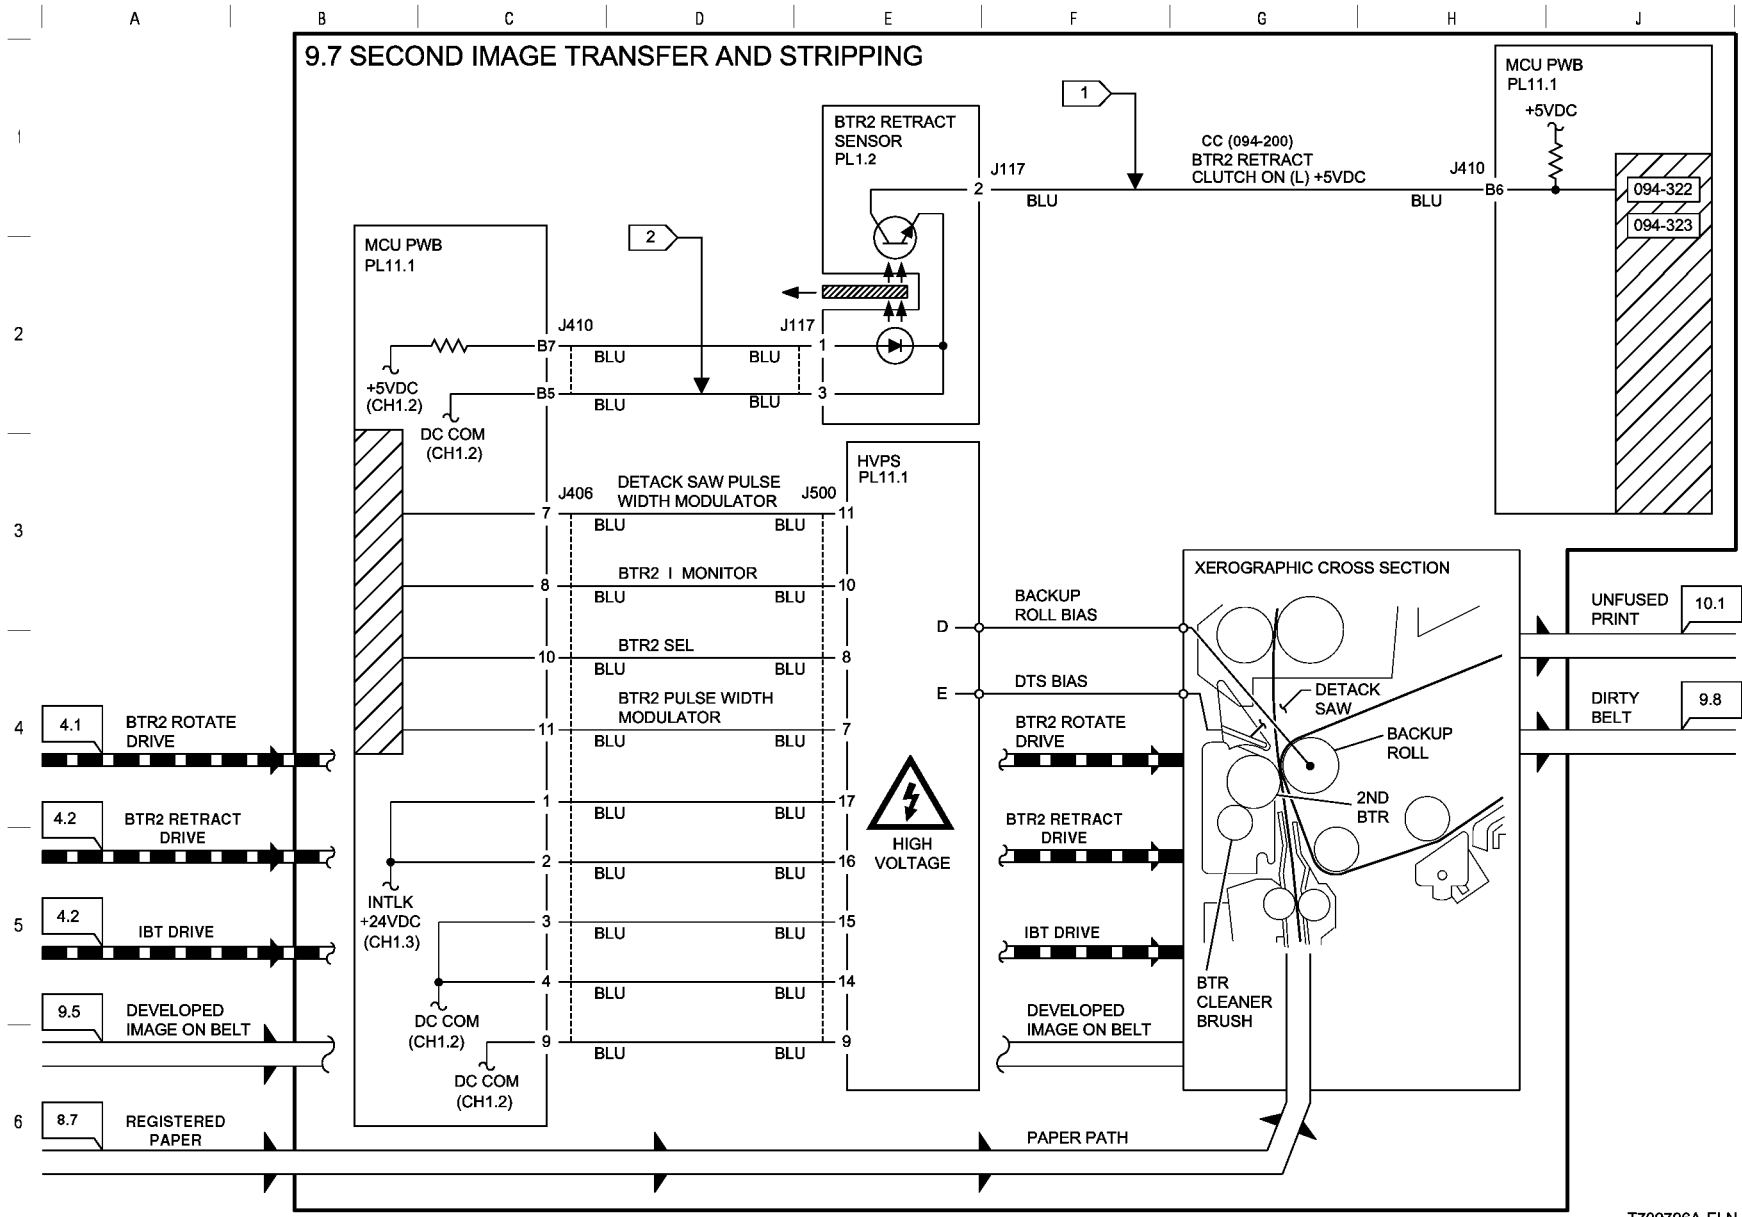 A B C D E F G H J
9.7 SECOND IMAGE TRANSFER AND STRIPPING
1
2
3
4
5
6
MCU PWB
PL11.1
+5VDC
094-322
094-323
1
CC (094-200)
BTR2 RETRACT
CLUTCH ON (L) +5VDC
J117
2
BLU
BLU
J410
B6
BTR2 RETRACT
SENSOR
PL1.2
2
MCU PWB
PL11.1
J410
J117
B7
BLU
BLU
1
+5VDC
(CH1.2)
B5
BLU
BLU
3
DC COM
(CH1.2)
HVPS
PL11.1
J406
DETACK SAW PULSE
WIDTH MODULATOR
J500
7
BLU
BLU
11
BTR2 I MONITOR
8
BLU
BLU
10
BTR2 SEL
10
BLU
BLU
8
BTR2 PULSE WIDTH
MODULATOR
11
BLU
BLU
7
1
BLU
BLU
17
2
BLU
BLU
16
INTLK
+24VDC
(CH1.3)
3
BLU
BLU
15
4
BLU
BLU
14
DC COM
(CH1.2)
9
BLU
BLU
9
DC COM
(CH1.2)
HIGH
VOLTAGE
D
BACKUP
ROLL BIAS
E
DTS BIAS
XEROGRAPHIC CROSS SECTION
DETACK
SAW
BACKUP
ROLL
2ND
BTR
BTR
CLEANER
BRUSH
UNFUSED
PRINT
10.1
DIRTY
BELT
9.8
4.1
BTR2 ROTATE
DRIVE
BTR2 ROTATE
DRIVE
4.2
BTR2 RETRACT
DRIVE
BTR2 RETRACT
DRIVE
4.2
IBT DRIVE
IBT DRIVE
9.5
DEVELOPED
IMAGE ON BELT
DEVELOPED
IMAGE ON BELT
8.7
REGISTERED
PAPER
PAPER PATH